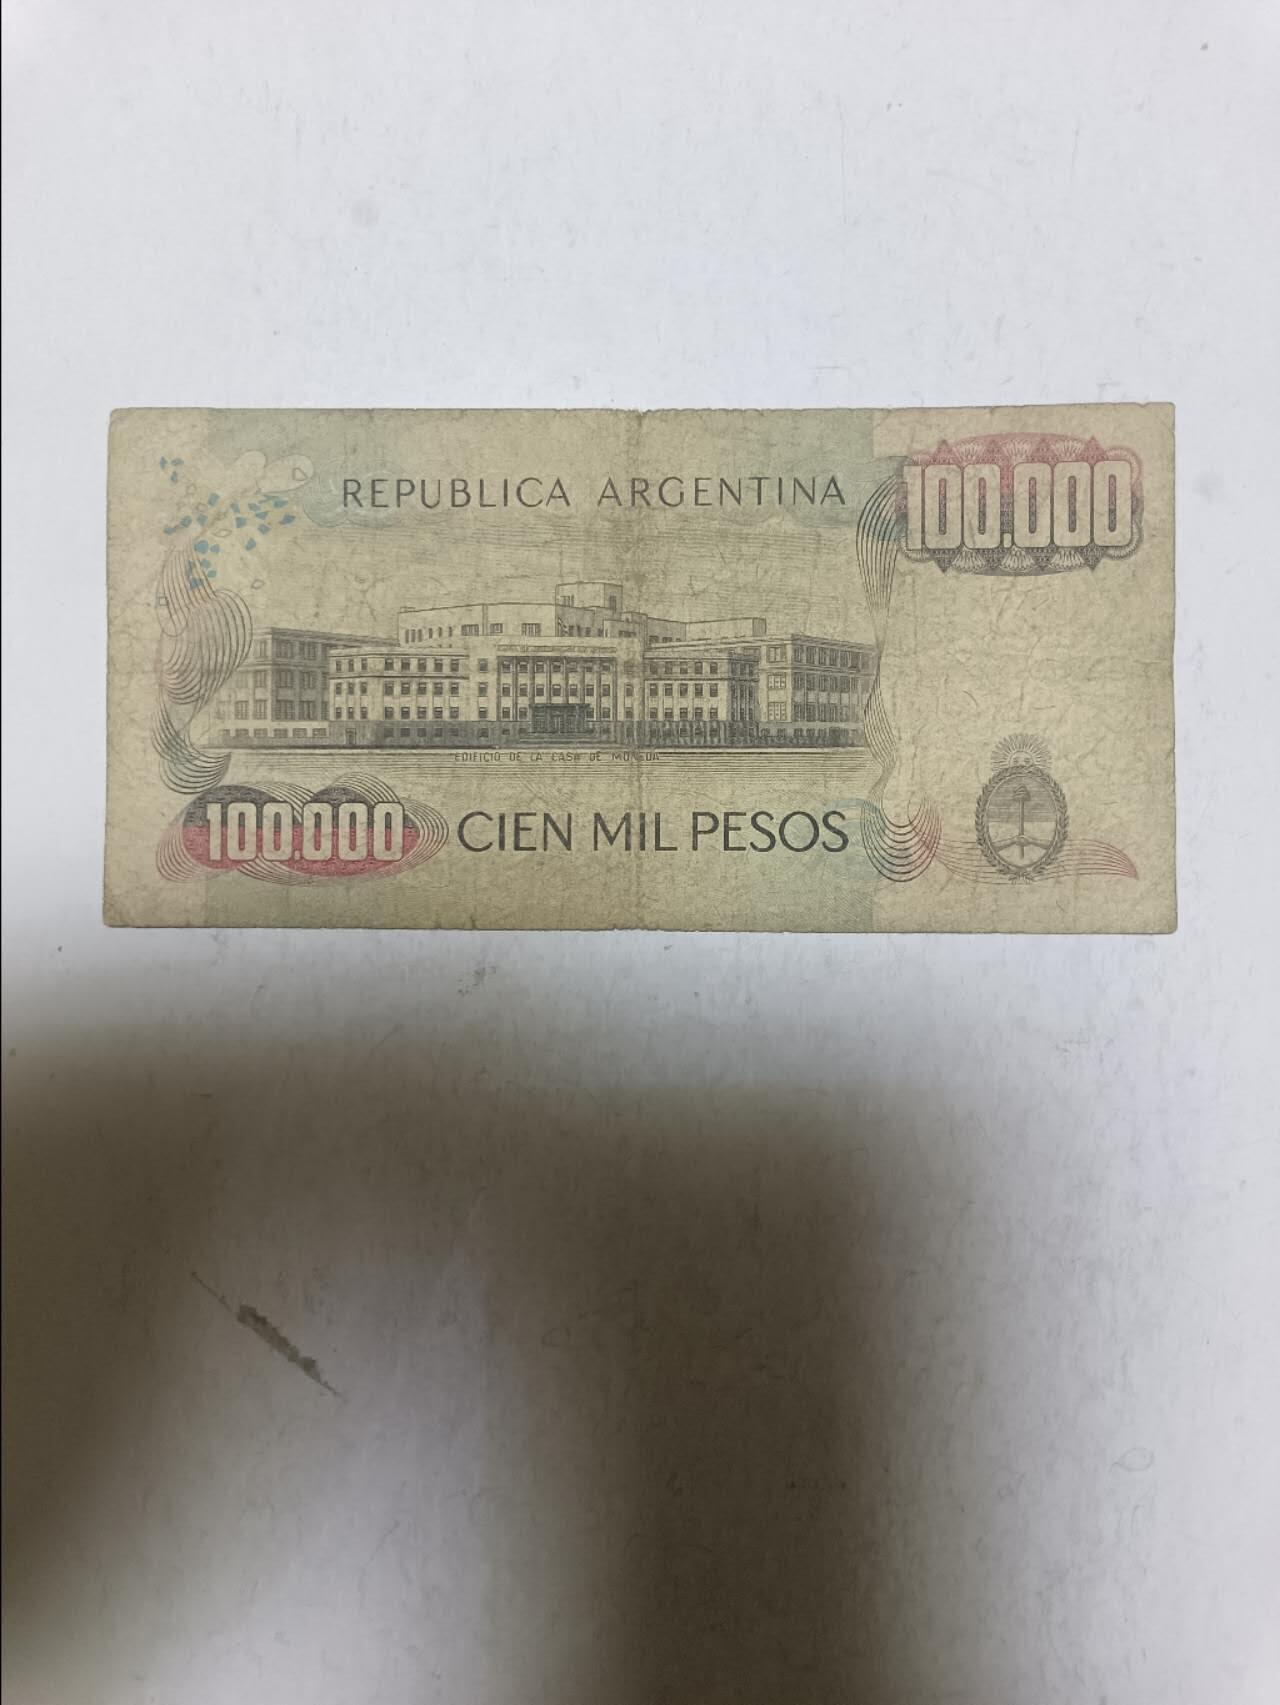 REPUBLICA ARGENTINA
100.000
EDIFICIO DE LA CASA DE MONEDA
100.000
CIEN MIL PESOS